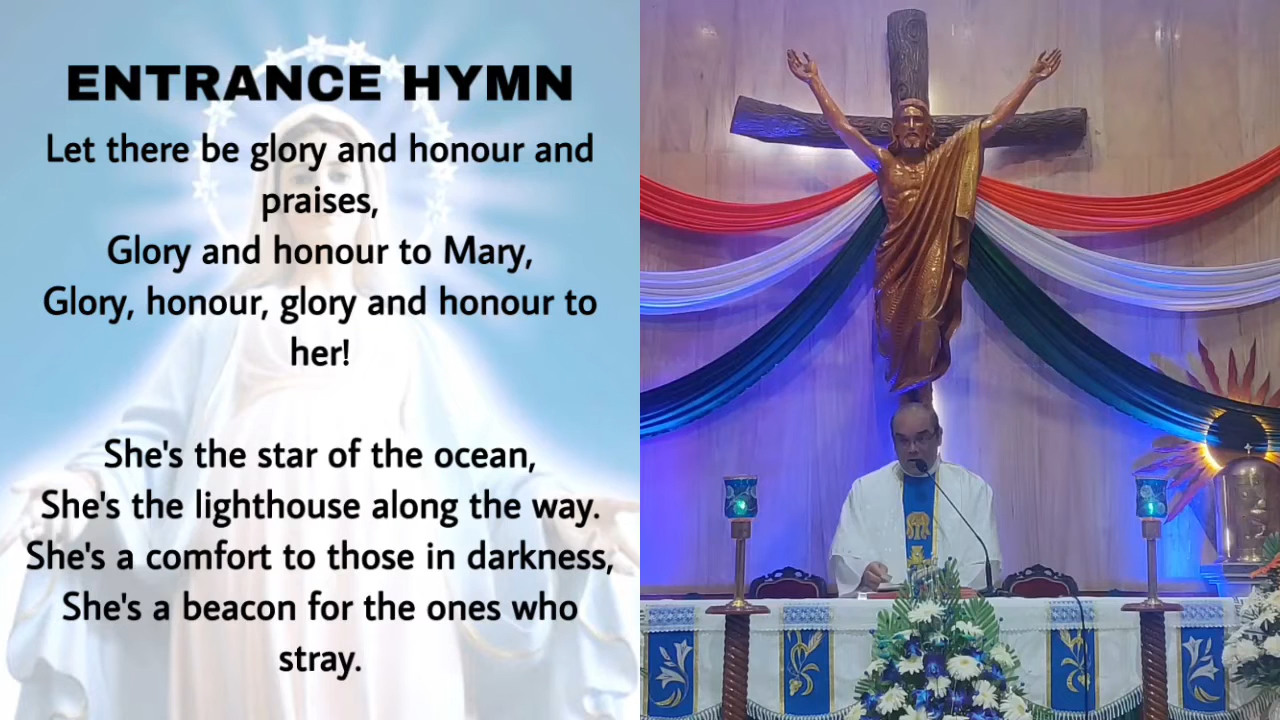 ENTRANCE HYMN
Let there be glory and honour and
praises,
Glory and honour to Mary,
Glory, honour, glory and honour to
her!
She's the star of the ocean,
She's the lighthouse along the way.
She's a comfort to those in darkness,
She's a beacon for the ones who
stray.